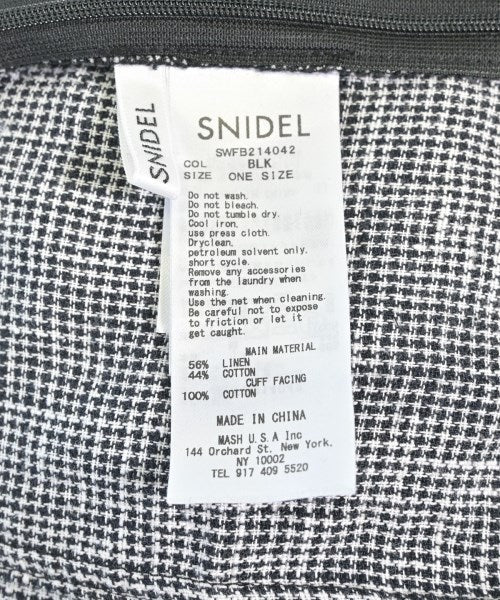 SNIDEL
SNIDEL
SWFB214042
COL BLK
SIZE ONE SIZE
Do not wash.
Do not bleach.
Do not tumble dry.
Cool iron.
use press cloth.
Dryclean.
petroleum solvent only.
short cycle.
Remove any accessories
from the laundry when
washing.
Use the net when cleaning.
Be careful not to expose
to friction or let it
get caught.
MAIN MATERIAL
56% LINEN
44% COTTON
CUFF FACING
100% COTTON
MADE IN CHINA
MASH U.S.A Inc
144 Orchard St. New York.
NY 10002
TEL 917 409 5520